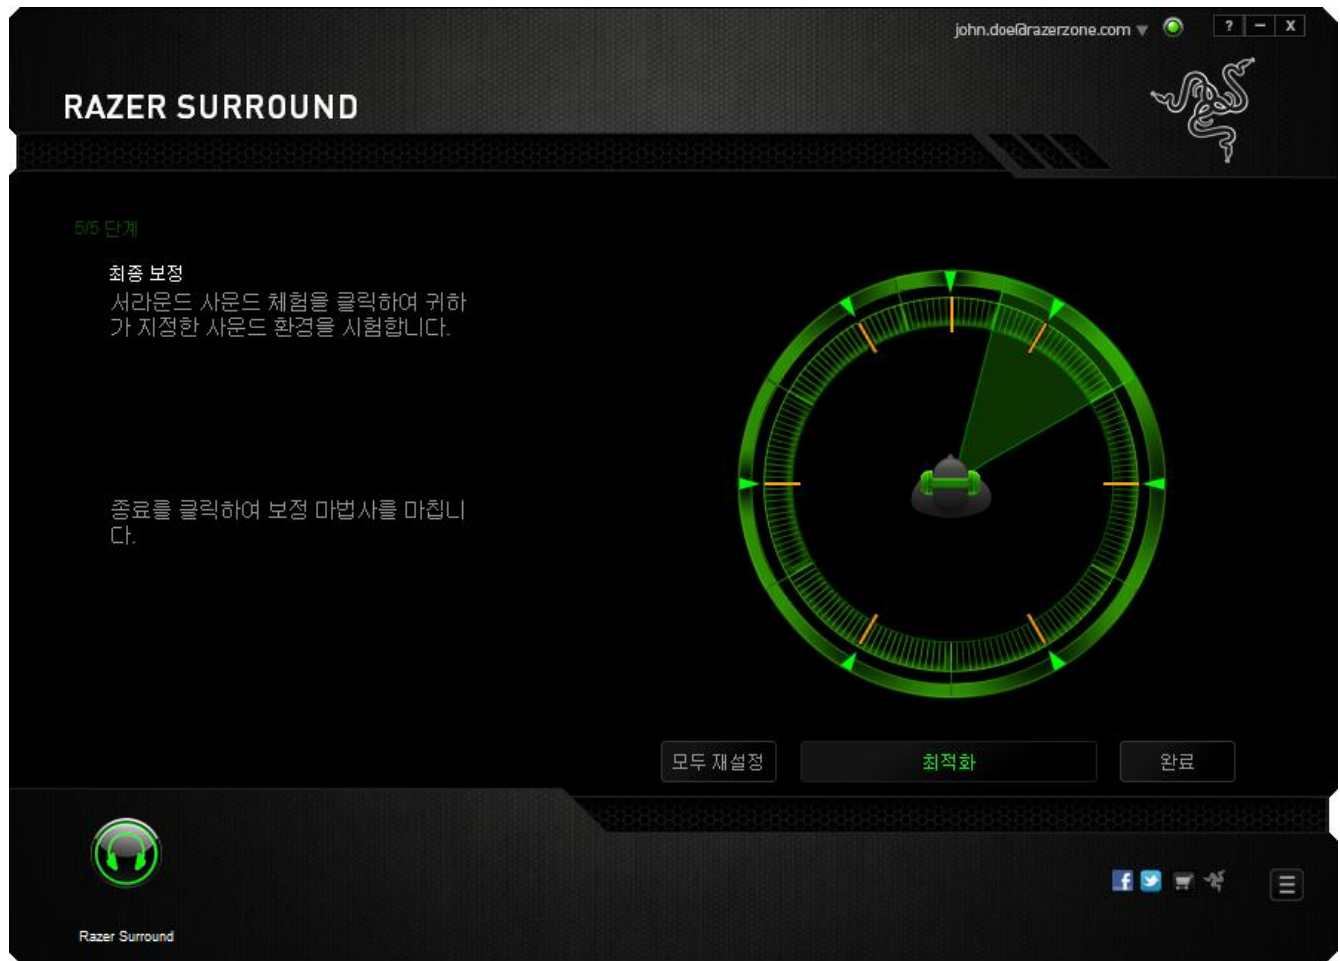 john.doe@razerzone.com
? — X
RAZER SURROUND
5/5 단계
최종 보정
서라운드 사운드 체험을 클릭하여 귀하
가 지정한 사운드 환경을 시험합니다.
종료를 클릭하여 보정 마법사를 마칩니
다.
모두 재설정 최적화 완료
Razer Surround